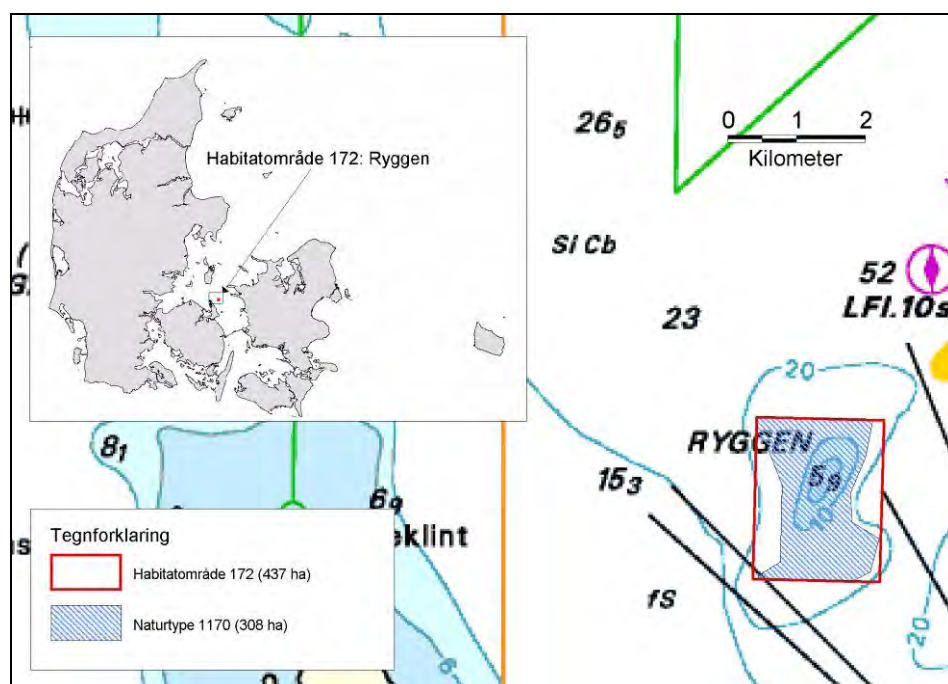 Habitatområde 172: Ryggen
26₅
0 1 2
Kilometer
Si Cb
52
LFl.10s
23
20
RYGGEN
8₁
6₉
15₃
5₉
10
Tegnforklaring
eklint
Habitatområde 172 (437 ha)
fS
Naturtype 1170 (308 ha)
20
6